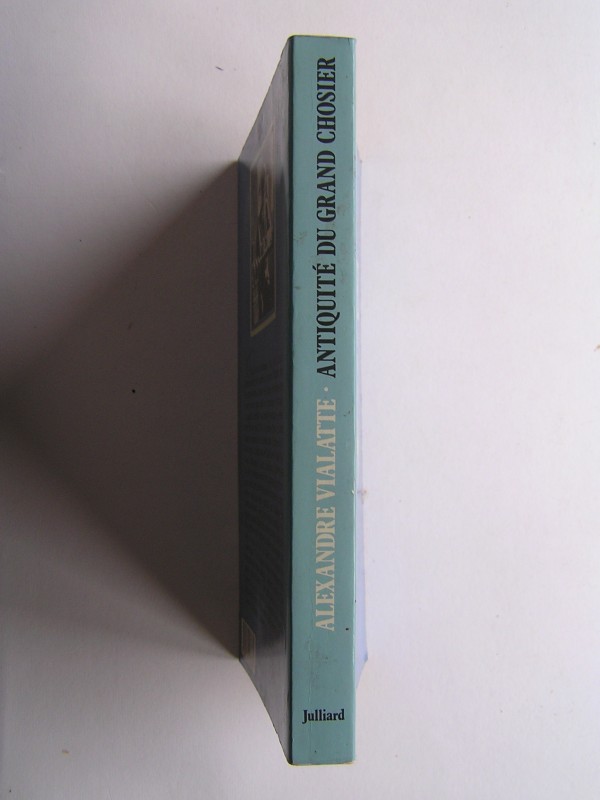 ALEXANDRE VIALATTE · ANTIQUITÉ DU GRAND CHOSIER
Julliard